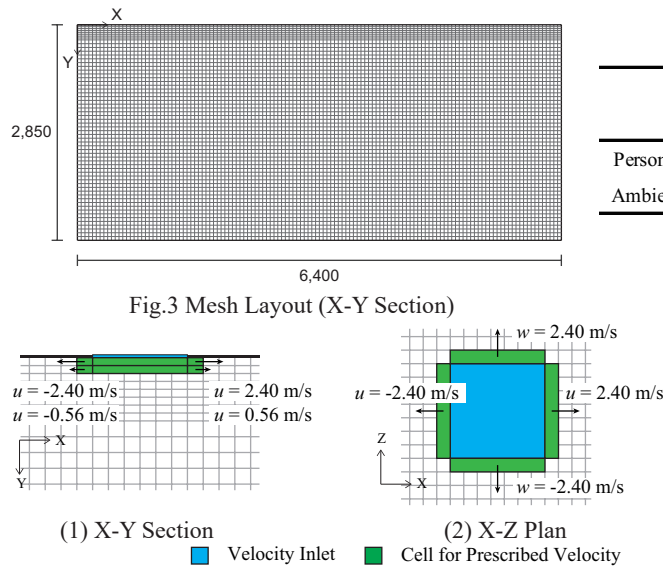 X
Y
2,850
6,400
Fig.3 Mesh Layout (X-Y Section)
Person
Ambie
u = -2.40 m/s
u = -0.56 m/s
u = 2.40 m/s
u = 0.56 m/s
X
Y
(1) X-Y Section
w = 2.40 m/s
u = -2.40 m/s
u = 2.40 m/s
w = -2.40 m/s
Z
X
(2) X-Z Plan
Velocity Inlet
Cell for Prescribed Velocity